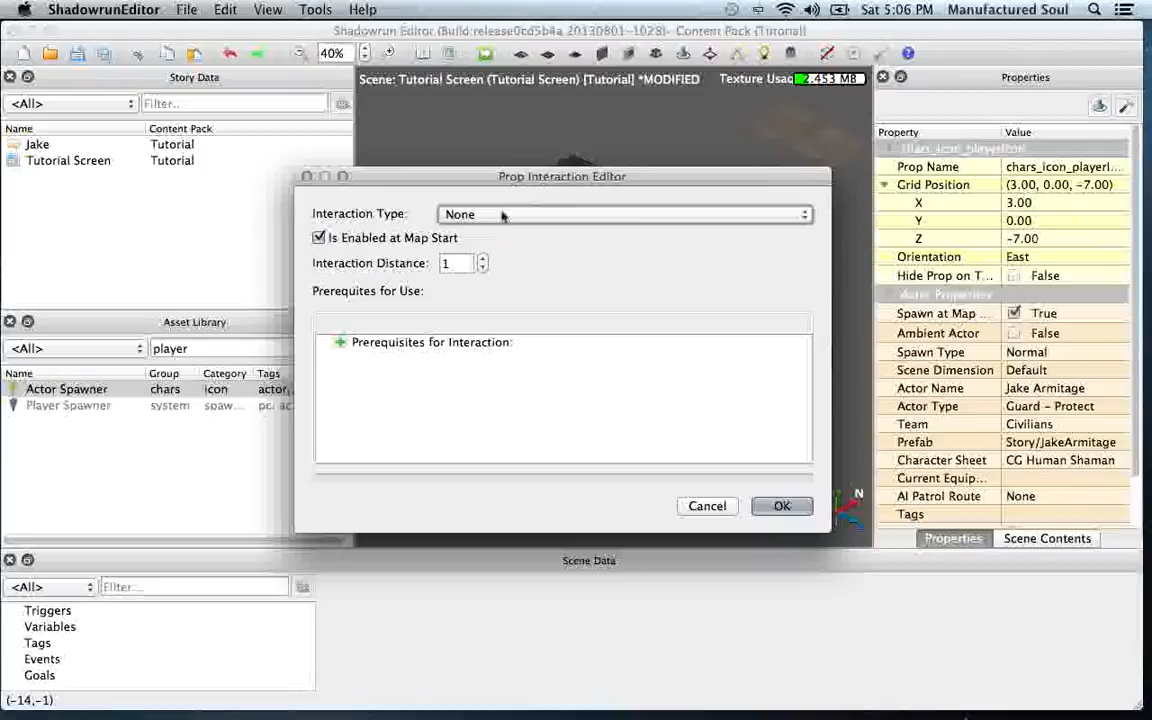 ShadowrunEditor File Edit View Tools Help Sat 5:06 PM Manufactured Soul
Shadowrun Editor (Build:release0cd5b4a 20130801-1028)- Content Pack [Tutorial]
40%
Story Data
<All> Filter..
Name Content Pack
Jake Tutorial
Tutorial Screen Tutorial
Scene: Tutorial Screen (Tutorial Screen) [Tutorial] *MODIFIED Texture Usag 2.453 MB
Prop Interaction Editor
Interaction Type: None
Is Enabled at Map Start
Interaction Distance: 1
Prerequites for Use:
Prerequisites for Interaction:
Cancel OK
N
Asset Library
<All> player
Name Group Category Tags
Actor Spawner chars icon actor,
Player Spawner system spaw... pc, ac
Properties
Property Value
Prop Name chars_icon_playerI...
Grid Position (3.00, 0.00, -7.00)
X 3.00
Y 0.00
Z -7.00
Orientation East
Hide Prop on T... False
Actor Properties
Spawn at Map ... True
Ambient Actor False
Spawn Type Normal
Scene Dimension Default
Actor Name Jake Armitage
Actor Type Guard - Protect
Team Civilians
Prefab Story/JakeArmitage
Character Sheet CG Human Shaman
Current Equip...
AI Patrol Route None
Tags
Properties Scene Contents
Scene Data
<All> Filter...
Triggers
Variables
Tags
Events
Goals
(-14,-1)